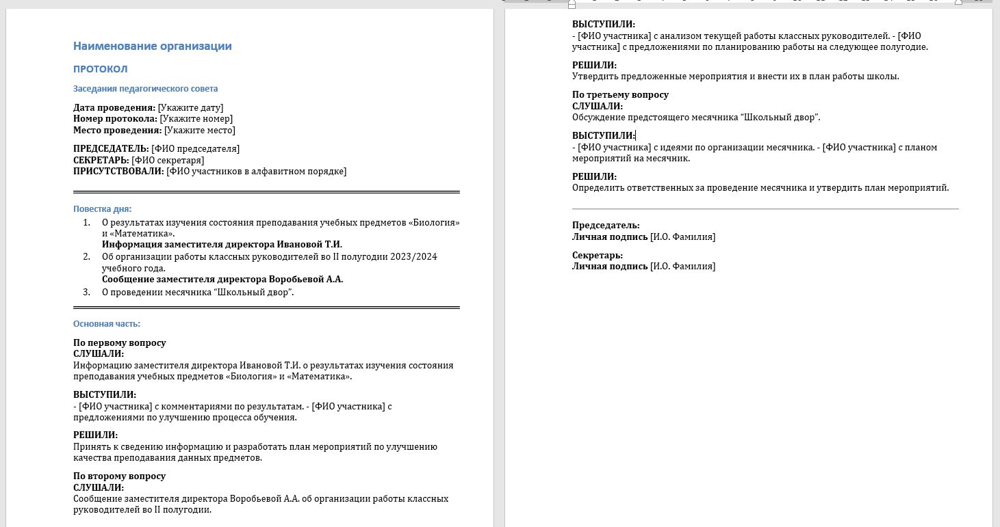 Наименование организации
ПРОТОКОЛ
Заседания педагогического совета
Дата проведения: [Укажите дату]
Номер протокола: [Укажите номер]
Место проведения: [Укажите место]
ПРЕДСЕДАТЕЛЬ: [ФИО председателя]
СЕКРЕТАРЬ: [ФИО секретаря]
ПРИСУТСТВОВАЛИ: [ФИО участников в алфавитном порядке]
Повестка дня:
1. О результатах изучения состояния преподавания учебных предметов «Биология»
и «Математика».
Информация заместителя директора Ивановой Т.И.
2. Об организации работы классных руководителей во II полугодии 2023/2024
учебного года.
Сообщение заместителя директора Воробьевой А.А.
3. О проведении месячника “Школьный двор”.
Основная часть:
По первому вопросу
СЛУШАЛИ:
Информацию заместителя директора Ивановой Т.И. о результатах изучения состояния
преподавания учебных предметов «Биология» и «Математика».
ВЫСТУПИЛИ:
- [ФИО участника] с комментариями по результатам. - [ФИО участника] с
предложениями по улучшению процесса обучения.
РЕШИЛИ:
Принять к сведению информацию и разработать план мероприятий по улучшению
качества преподавания данных предметов.
По второму вопросу
СЛУШАЛИ:
Сообщение заместителя директора Воробьевой А.А. об организации работы классных
руководителей во II полугодии.
ВЫСТУПИЛИ:
- [ФИО участника] с анализом текущей работы классных руководителей. - [ФИО
участника] с предложениями по планированию работы на следующее полугодие.
РЕШИЛИ:
Утвердить предложенные мероприятия и внести их в план работы школы.
По третьему вопросу
СЛУШАЛИ:
Обсуждение предстоящего месячника “Школьный двор”.
ВЫСТУПИЛИ:
- [ФИО участника] с идеями по организации месячника. - [ФИО участника] с планом
мероприятий на месячник.
РЕШИЛИ:
Определить ответственных за проведение месячника и утвердить план мероприятий.
Председатель:
Личная подпись [И.О. Фамилия]
Секретарь:
Личная подпись [И.О. Фамилия]